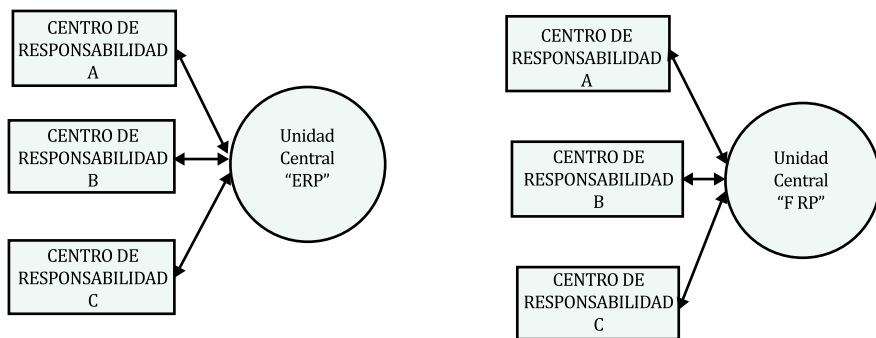 CENTRO DE
RESPONSABILIDAD
A
CENTRO DE
RESPONSABILIDAD
B
CENTRO DE
RESPONSABILIDAD
C
Unidad
Central
“ERP”
CENTRO DE
RESPONSABILIDAD
A
CENTRO DE
RESPONSABILIDAD
B
CENTRO DE
RESPONSABILIDAD
C
Unidad
Central
“F RP”